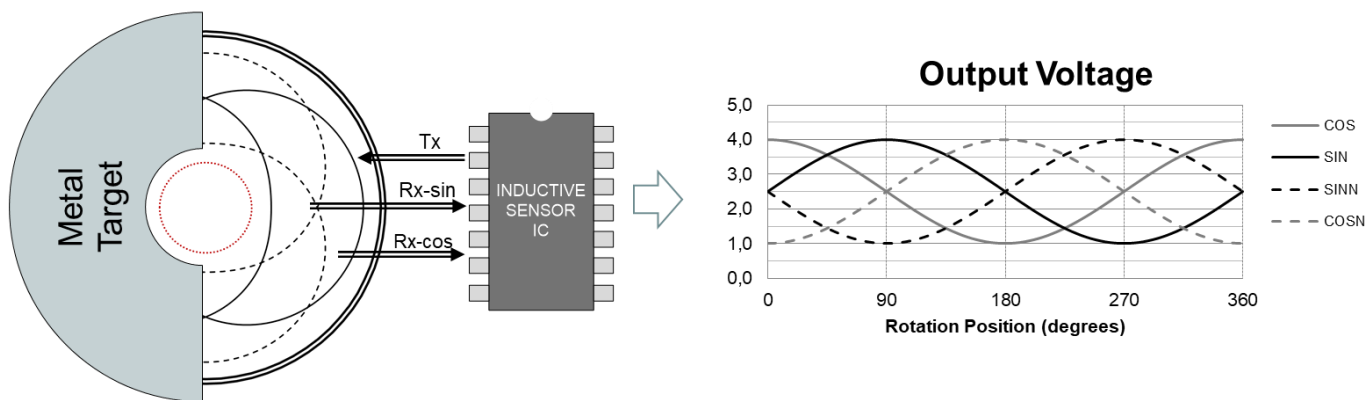 Metal
Target
Tx
Rx-sin
Rx-cos
INDUCTIVE
SENSOR
IC
Output Voltage
5,0
4,0
3,0
2,0
1,0
0,0
0
90
180
270
360
Rotation Position (degrees)
COS
SIN
SINN
COSN